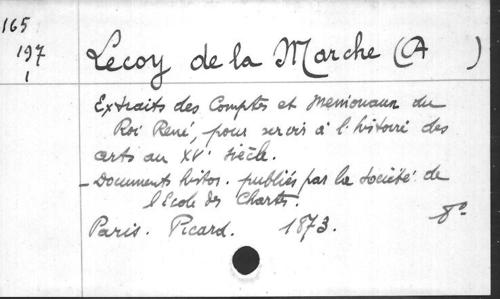 165
197
1
Lecoy de la Marche (A )
Extraits des Comptes et Memoriaux du
Roi René, pour servir à l'histoire des
arts au XVe siècle.
- Documents histor. publiés par la Société de
l'Ecole des Chartes.
Paris. Picard. 1873. 8°